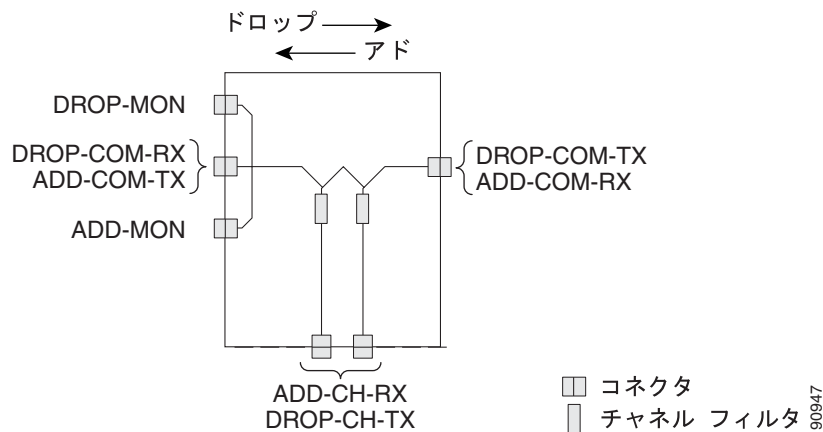 ドロップ
アド
DROP-MON
DROP-COM-RX
ADD-COM-TX
DROP-COM-TX
ADD-COM-RX
ADD-MON
ADD-CH-RX
DROP-CH-TX
コネクタ
チャネル フィルタ
90947